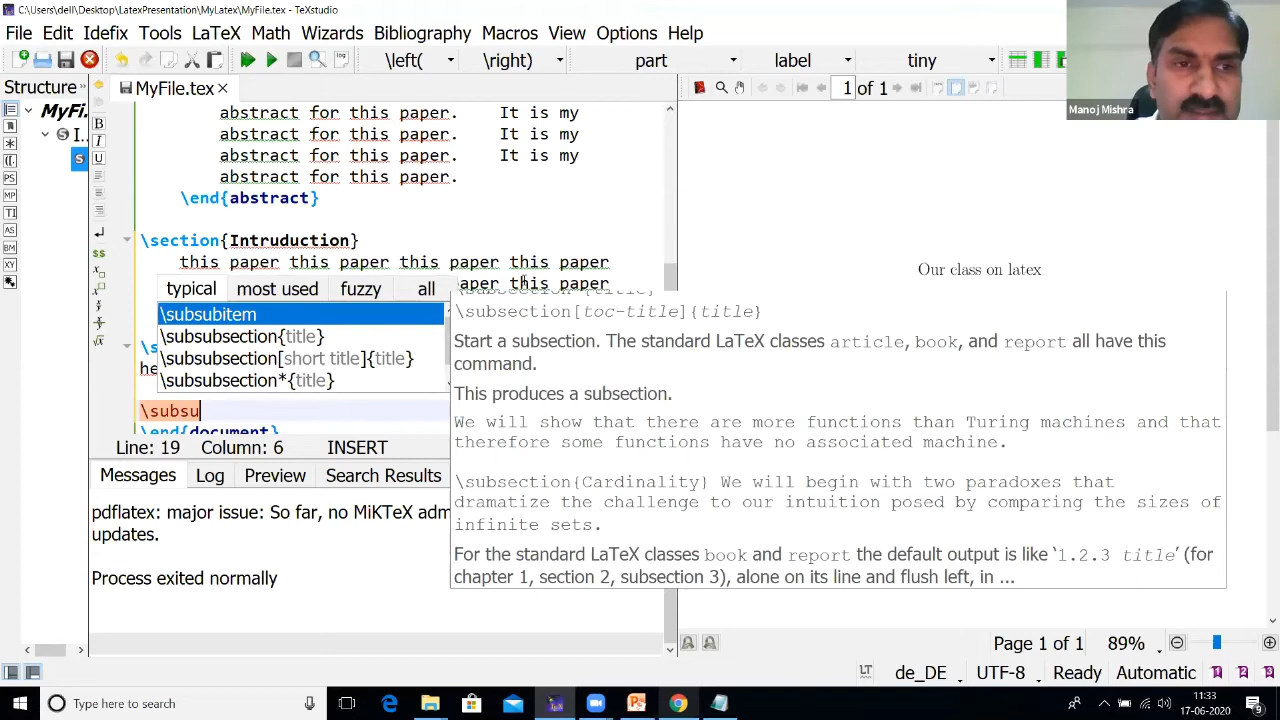 C:\Users\dell\Desktop\LatexPresentation\MyLatex\MyFile.tex - TeXstudio
File Edit Idefix Tools LaTeX Math Wizards Bibliography Macros View Options Help
\left( \right) part label tiny
Structure MyFile.tex 1 of 1
Manoj Mishra
MyFi
I..
abstract for this paper. It is my
abstract for this paper. It is my
abstract for this paper. It is my
abstract for this paper.
\end{abstract}
\section{Intruduction}
this paper this paper this paper this paper
paper this paper
Our class on latex
typical most used fuzzy all
\subsubitem
\subsubsection{title}
\subsubsection[short title]{title}
\subsubsection*{title}
\s
he
\subsu
\end{document}
\subsection*{title}
\subsection[toc-title]{title}
Start a subsection. The standard LaTeX classes article, book, and report all have this
command.
This produces a subsection.
We will show that there are more functions than Turing machines and that
therefore some functions have no associated machine.
\subsection{Cardinality} We will begin with two paradoxes that
dramatize the challenge to our intuition posed by comparing the sizes of
infinite sets.
For the standard LaTeX classes book and report the default output is like ‘1.2.3 title’ (for
chapter 1, section 2, subsection 3), alone on its line and flush left, in ...
Line: 19 Column: 6 INSERT
Messages Log Preview Search Results
pdflatex: major issue: So far, no MiKTeX adm
updates.
Process exited normally
Page 1 of 1 89%
LT de_DE UTF-8 Ready Automatic
Type here to search
11:33
17-06-2020